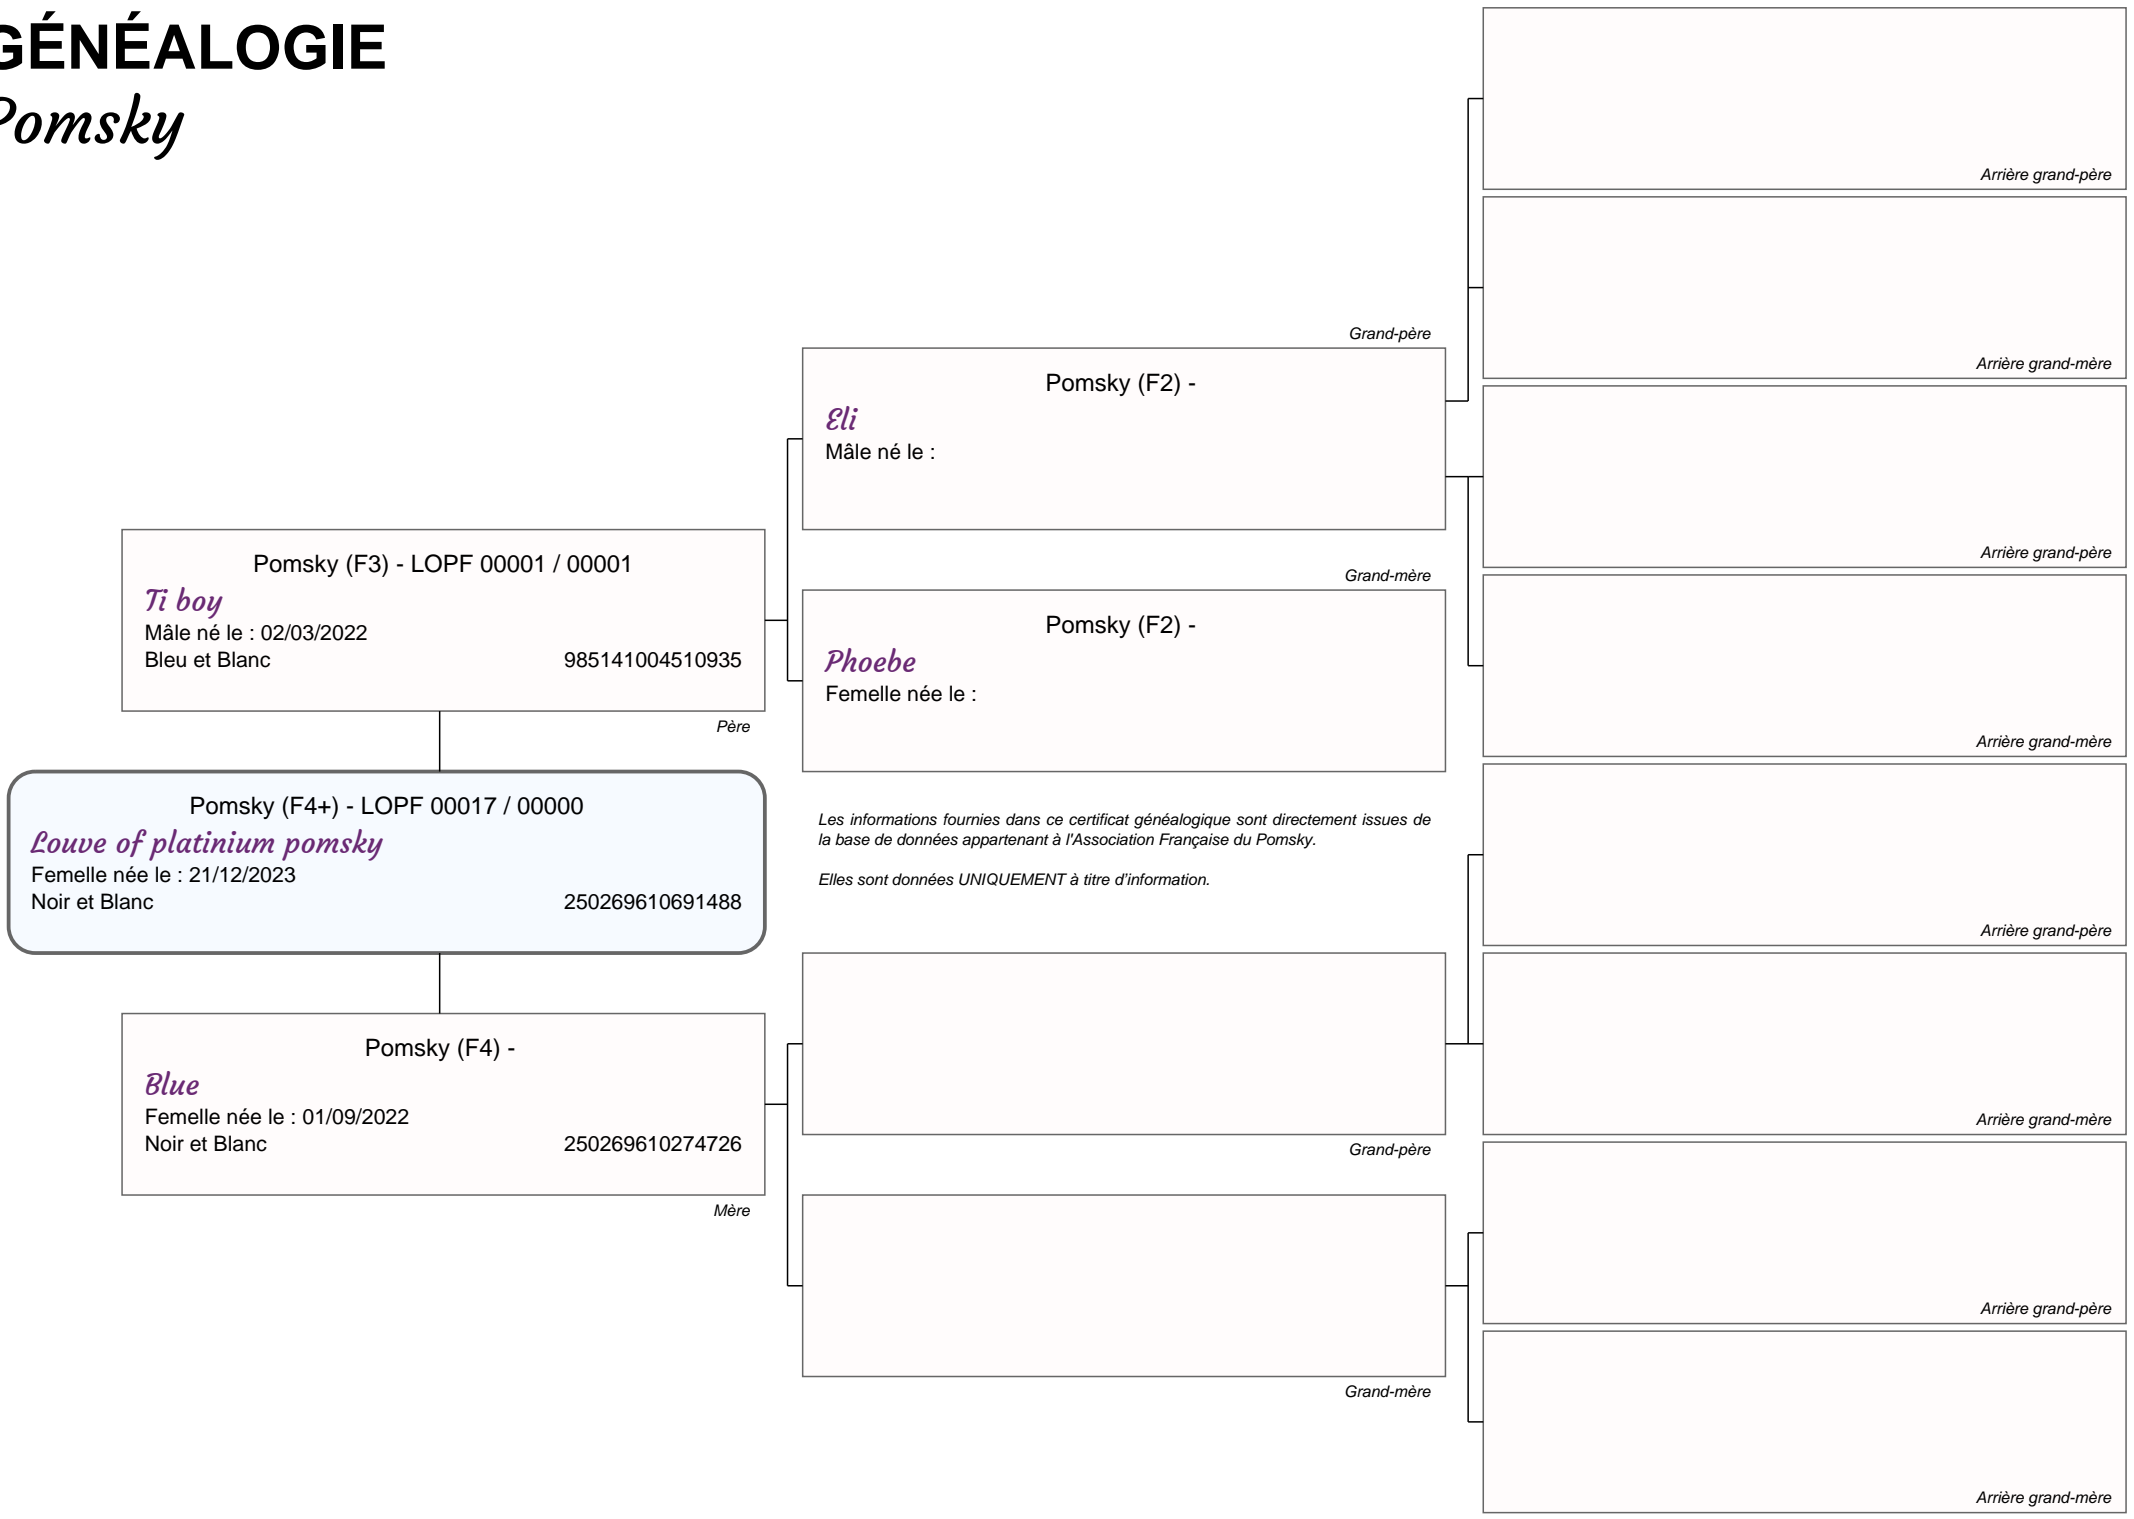 GÉNÉALOGIE
Pomsky
Pomsky (F4+) - LOPF 00017 / 00000
Louve of platinium pomsky
Femelle née le : 21/12/2023
Noir et Blanc 250269610691488
Pomsky (F3) - LOPF 00001 / 00001
Ti boy
Mâle né le : 02/03/2022
Bleu et Blanc 985141004510935
Père
Pomsky (F4) -
Blue
Femelle née le : 01/09/2022
Noir et Blanc 250269610274726
Mère
Grand-père
Pomsky (F2) -
Eli
Mâle né le :
Grand-mère
Pomsky (F2) -
Phoebe
Femelle née le :
Les informations fournies dans ce certificat généalogique sont directement issues de
la base de données appartenant à l'Association Française du Pomsky.
Elles sont données UNIQUEMENT à titre d'information.
Grand-père
Grand-mère
Arrière grand-père
Arrière grand-mère
Arrière grand-père
Arrière grand-mère
Arrière grand-père
Arrière grand-mère
Arrière grand-père
Arrière grand-mère